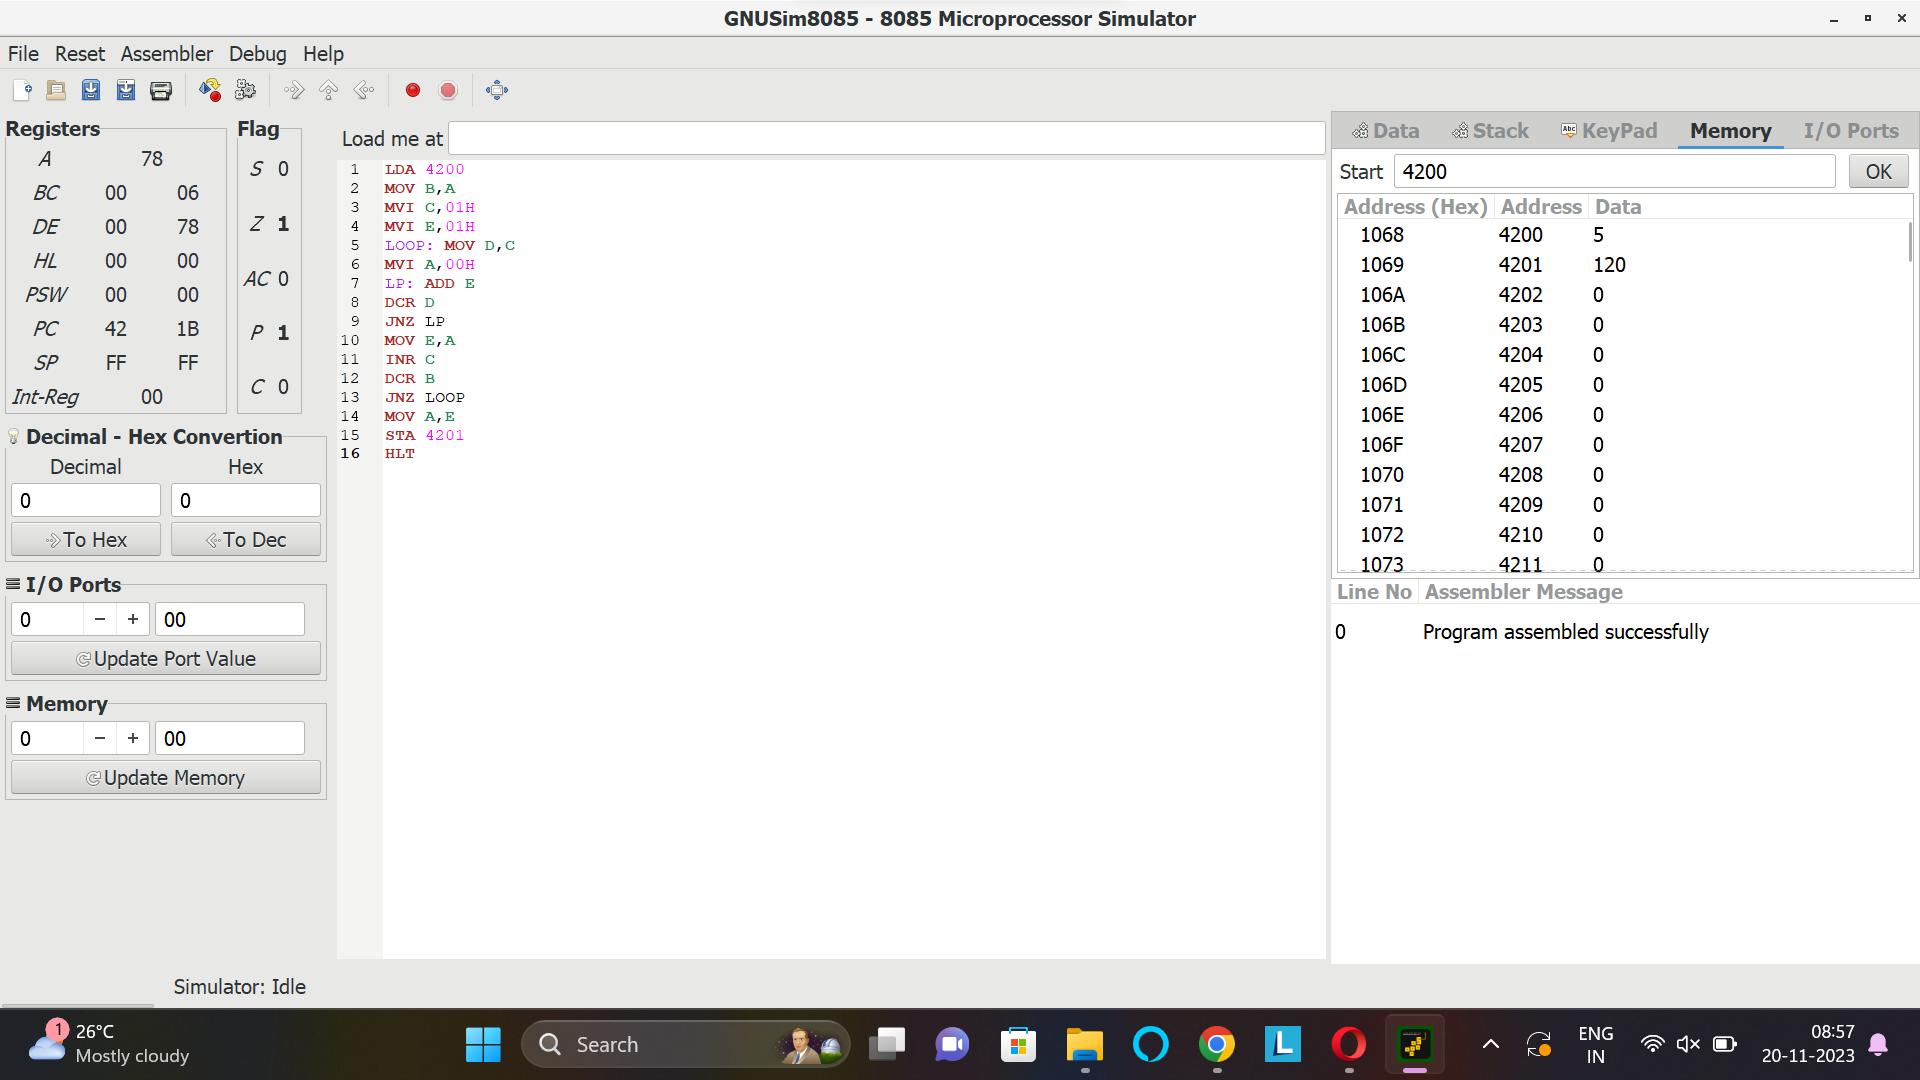 GNUSim8085 - 8085 Microprocessor Simulator
File Reset Assembler Debug Help
Registers
A 78
BC 00 06
DE 00 78
HL 00 00
PSW 00 00
PC 42 1B
SP FF FF
Int-Reg 00
Flag
S 0
Z 1
AC 0
P 1
C 0
Decimal - Hex Convertion
Decimal Hex
0 0
To Hex To Dec
I/O Ports
0 − + 00
Update Port Value
Memory
0 − + 00
Update Memory
Load me at
1 LDA 4200
2 MOV B,A
3 MVI C,01H
4 MVI E,01H
5 LOOP: MOV D,C
6 MVI A,00H
7 LP: ADD E
8 DCR D
9 JNZ LP
10 MOV E,A
11 INR C
12 DCR B
13 JNZ LOOP
14 MOV A,E
15 STA 4201
16 HLT
Data Stack Abc KeyPad Memory I/O Ports
Start 4200 OK
Address (Hex) Address Data
1068 4200 5
1069 4201 120
106A 4202 0
106B 4203 0
106C 4204 0
106D 4205 0
106E 4206 0
106F 4207 0
1070 4208 0
1071 4209 0
1072 4210 0
1073 4211 0
Line No Assembler Message
0 Program assembled successfully
Simulator: Idle
1
26°C
Mostly cloudy
Search
L
ENG
IN
08:57
20-11-2023